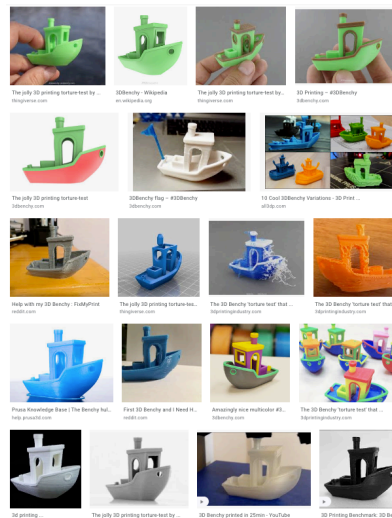 The jolly 3D printing torture-test by ...
thingiverse.com
3DBenchy - Wikipedia
en.wikipedia.org
The jolly 3D printing torture-test by...
thingiverse.com
3D Printing – #3DBenchy
3dbenchy.com
The jolly 3D printing torture-test
3dbenchy.com
3DBenchy flag – #3DBenchy
3dbenchy.com
10 Cool 3DBenchy Variations - 3D Print ...
all3dp.com
Help with my 3D Benchy : FixMyPrint
reddit.com
The jolly 3D printing torture-tes...
thingiverse.com
The 3D Benchy 'torture test' that ...
3dprintingindustry.com
The 3D Benchy 'torture test' that
3dprintingindustry.com
Prusa Knowledge Base | The Benchy hul...
help.prusa3d.com
First 3D Benchy and I Need H...
reddit.com
Amazingly nice multicolor #3...
3dbenchy.com
The 3D Benchy 'torture test' that ...
3dprintingindustry.com
3d printing ...
The jolly 3D printing torture-test by ...
3D Benchy printed in 25min - YouTube
3D Printing Benchmark: 3D Be